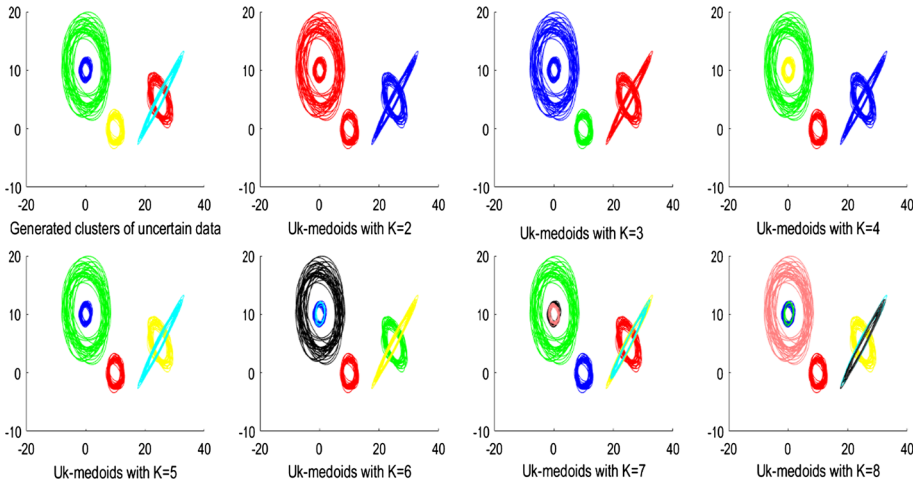 20
10
0
-10
-20 0 20 40
Generated clusters of uncertain data
20
10
0
-10
-20 0 20 40
Uk-medoids with K=2
20
10
0
-10
-20 0 20 40
Uk-medoids with K=3
20
10
0
-10
-20 0 20 40
Uk-medoids with K=4
20
10
0
-10
-20 0 20 40
Uk-medoids with K=5
20
10
0
-10
-20 0 20 40
Uk-medoids with K=6
20
10
0
-10
-20 0 20 40
Uk-medoids with K=7
20
10
0
-10
-20 0 20 40
Uk-medoids with K=8